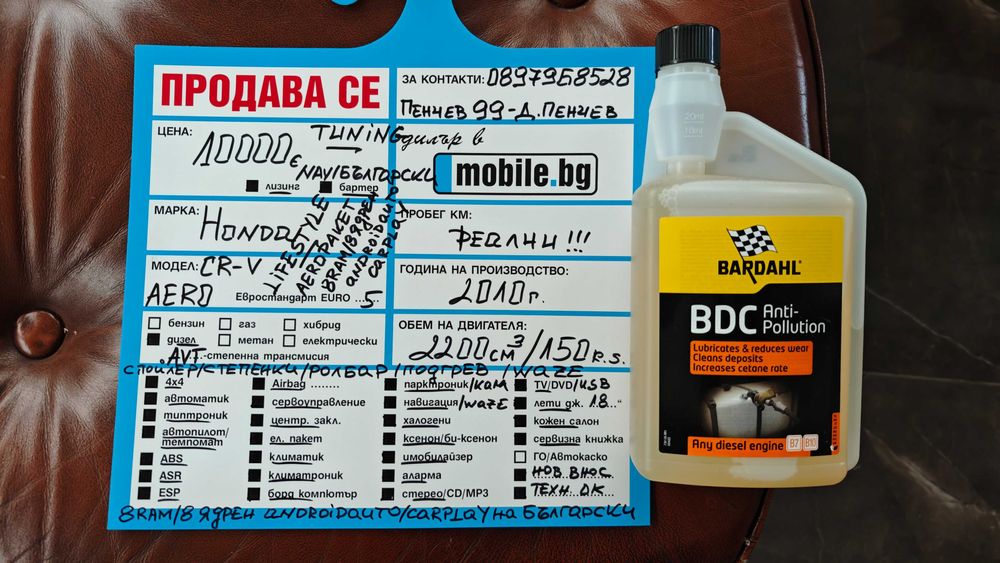 ПРОДАВА СЕ
ЗА КОНТАКТИ: 0897968528
ПЕНЧЕВ 99-Д. ПЕНЧЕВ
ЦЕНА: 10000 €
TUNING
NAV/БЪЛГАРСКИ
лизинг бартер
дилър в
mobile.bg
МАРКА: HONDA
LIFESTYLE
AEROПАКЕТ
8RAM/8ЯДРЕН
ANDROIDAUTO
CARPLAY
ПРОБЕГ КМ:
РЕАЛНИ!!!
МОДЕЛ: CR-V
AERO Евростандарт EURO ..5
ГОДИНА НА ПРОИЗВОДСТВО:
2010г.
бензин газ хибрид
дизел метан електрически
.АVT.-степенна трансмисия
ОБЕМ НА ДВИГАТЕЛЯ:
2200см³/150к.s.
СПОЙЛЕР/СТЕПЕНКИ/РОЛБАР/ПОДГРЕВ/WAZE
4x4 Airbag ........ парктроник/КАМ TV/DVD/USB
автоматик сервоуправление навигация/WAZE лети дж. 18.."
типтроник центр. закл. халогени кожен салон
автопилот/темпомат ел. пакет ксенон/би-ксенон сервизна книжка
ABS климатик имобилайзер ГО/Автокаско
ASR климатроник аларма НОВ ВНОС
ESP борд компютър стерео/CD/MP3 ТЕХН. ОК
8RAM/8 ЯДРЕН ANDROIDAUTO/CARPLAY НА БЪЛГАРСКИ
20ml
10ml
BARDAHL
BDC Anti-Pollution
Lubricates & reduces wear
Cleans deposits
Increases cetane rate
Any diesel engine B7 B10